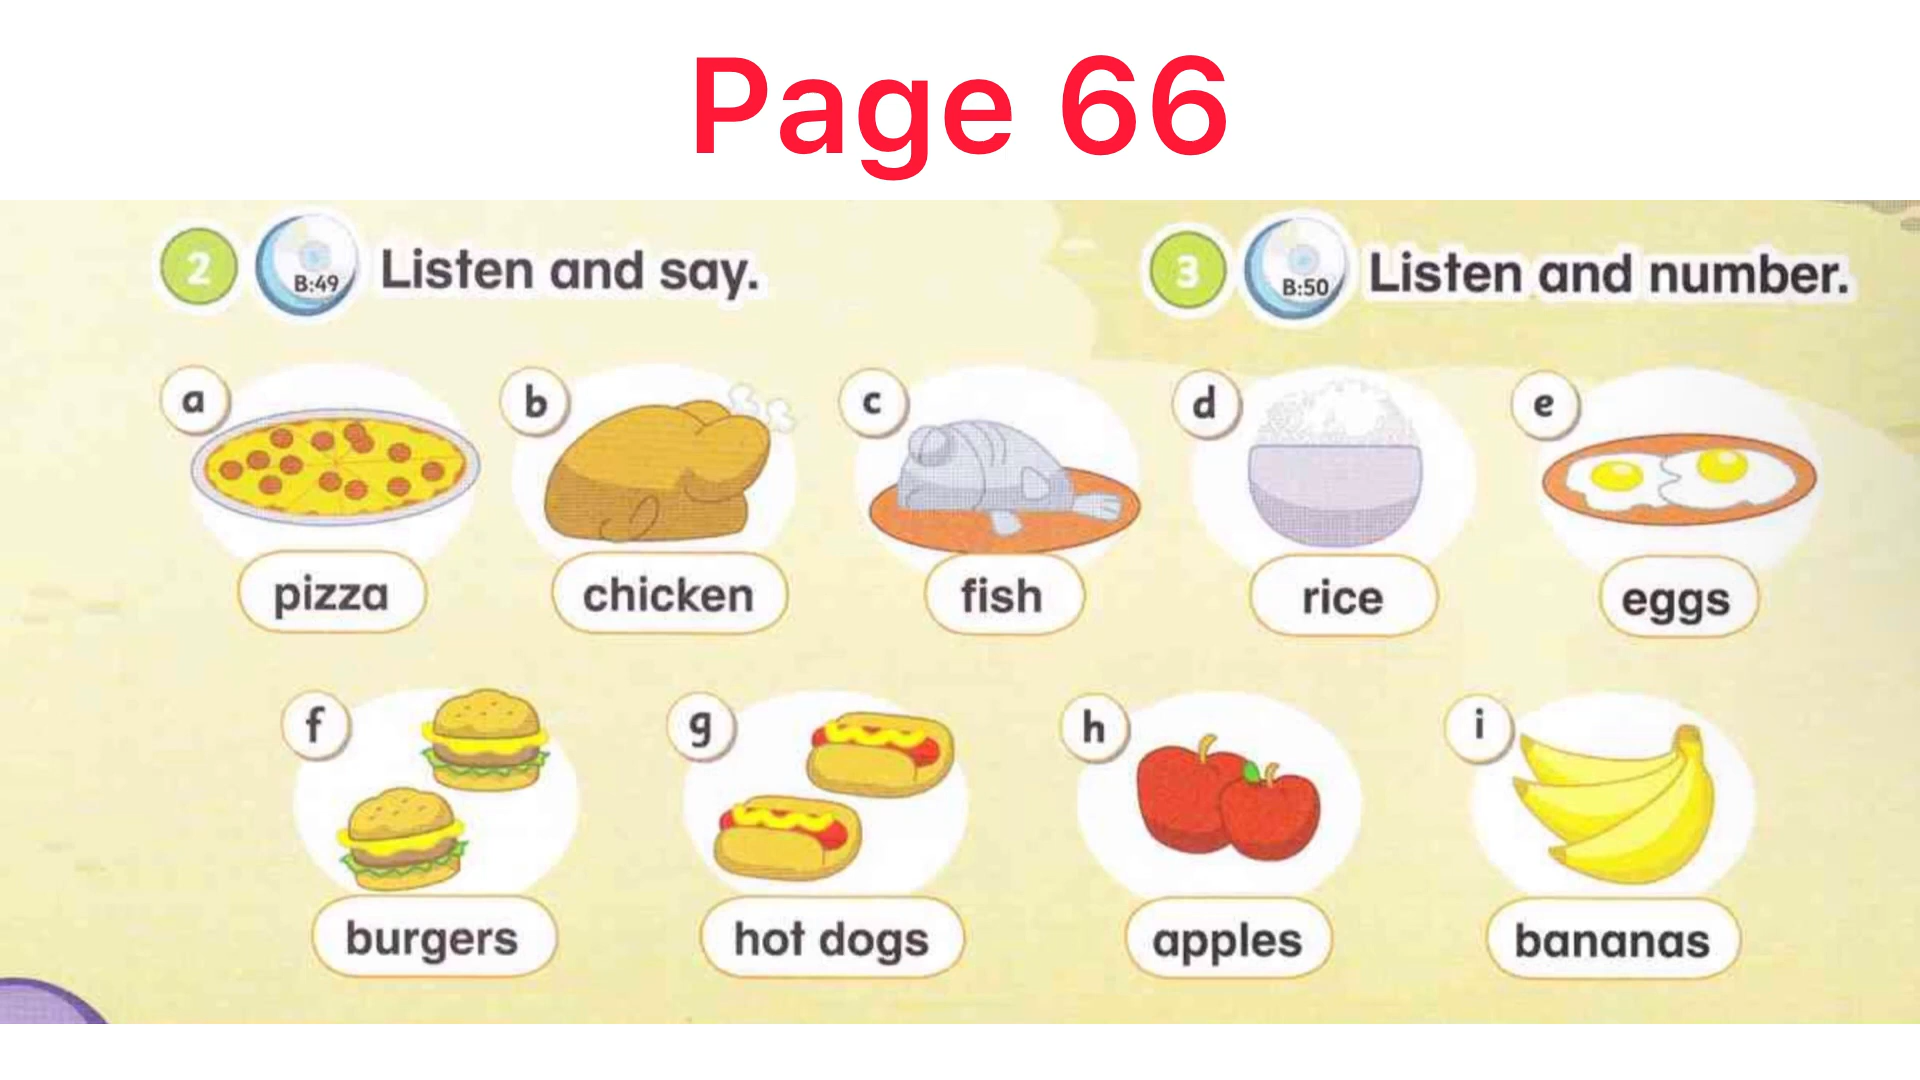 Page 66
2 B:49 Listen and say.
3 B:50 Listen and number.
a
b
c
d
e
pizza
chicken
fish
rice
eggs
f
g
h
i
burgers
hot dogs
apples
bananas